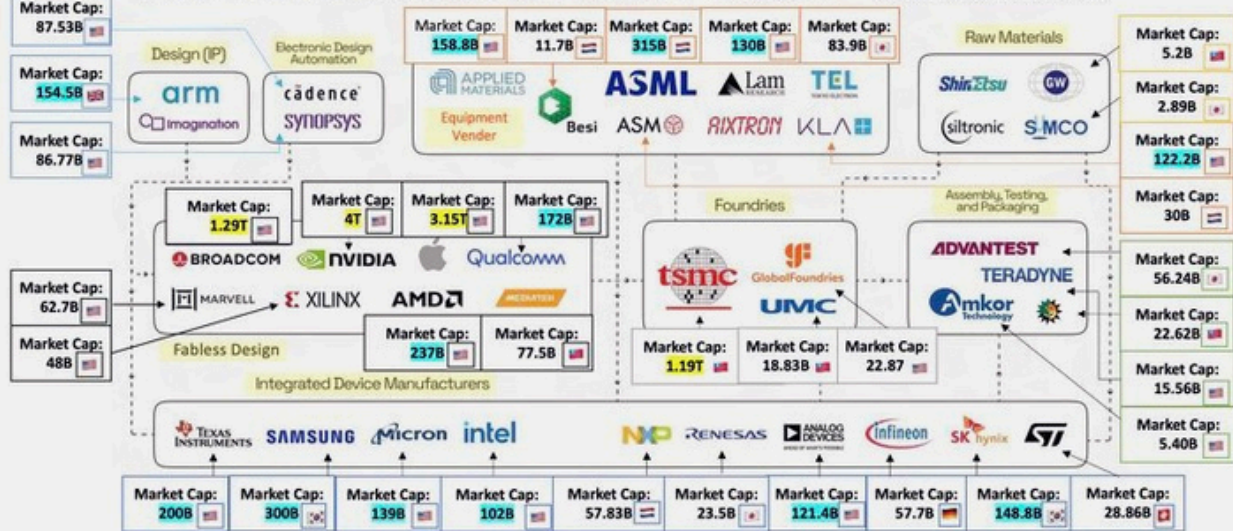 Market Cap:
87.53B
Market Cap:
154.5B
Market Cap:
86.77B
Design (IP)
arm
imagination
Electronic Design
Automation
cādence
SYNOPSYS
Market Cap:
158.8B
Market Cap:
11.7B
Market Cap:
315B
Market Cap:
130B
Market Cap:
83.9B
APPLIED
MATERIALS
Equipment
Vender
Besi
ASML
ASM
Lam
RESEARCH
AIXTRON
TEL
TOKYO ELECTRON
KLA
Raw Materials
ShinEtsu
GW
siltronic
SUMCO
Market Cap:
5.2B
Market Cap:
2.89B
Market Cap:
122.2B
Market Cap:
30B
Market Cap:
1.29T
Market Cap:
4T
Market Cap:
3.15T
Market Cap:
172B
BROADCOM
NVIDIA
Qualcomm
MARVELL
XILINX
AMD
MEDIATEK
Market Cap:
62.7B
Market Cap:
48B
Fabless Design
Market Cap:
237B
Market Cap:
77.5B
Foundries
tsmc
GF
GlobalFoundries
UMC
Market Cap:
1.19T
Market Cap:
18.83B
Market Cap:
22.87
Assembly, Testing,
and Packaging
ADVANTEST
TERADYNE
Amkor
Technology
Market Cap:
56.24B
Market Cap:
22.62B
Market Cap:
15.56B
Market Cap:
5.40B
Integrated Device Manufacturers
TEXAS
INSTRUMENTS
SAMSUNG
Micron
intel
NXP
RENESAS
ANALOG
DEVICES
AHEAD OF WHAT'S POSSIBLE
infineon
SK hynix
ST
Market Cap:
200B
Market Cap:
300B
Market Cap:
139B
Market Cap:
102B
Market Cap:
57.83B
Market Cap:
23.5B
Market Cap:
121.4B
Market Cap:
57.7B
Market Cap:
148.8B
Market Cap:
28.86B